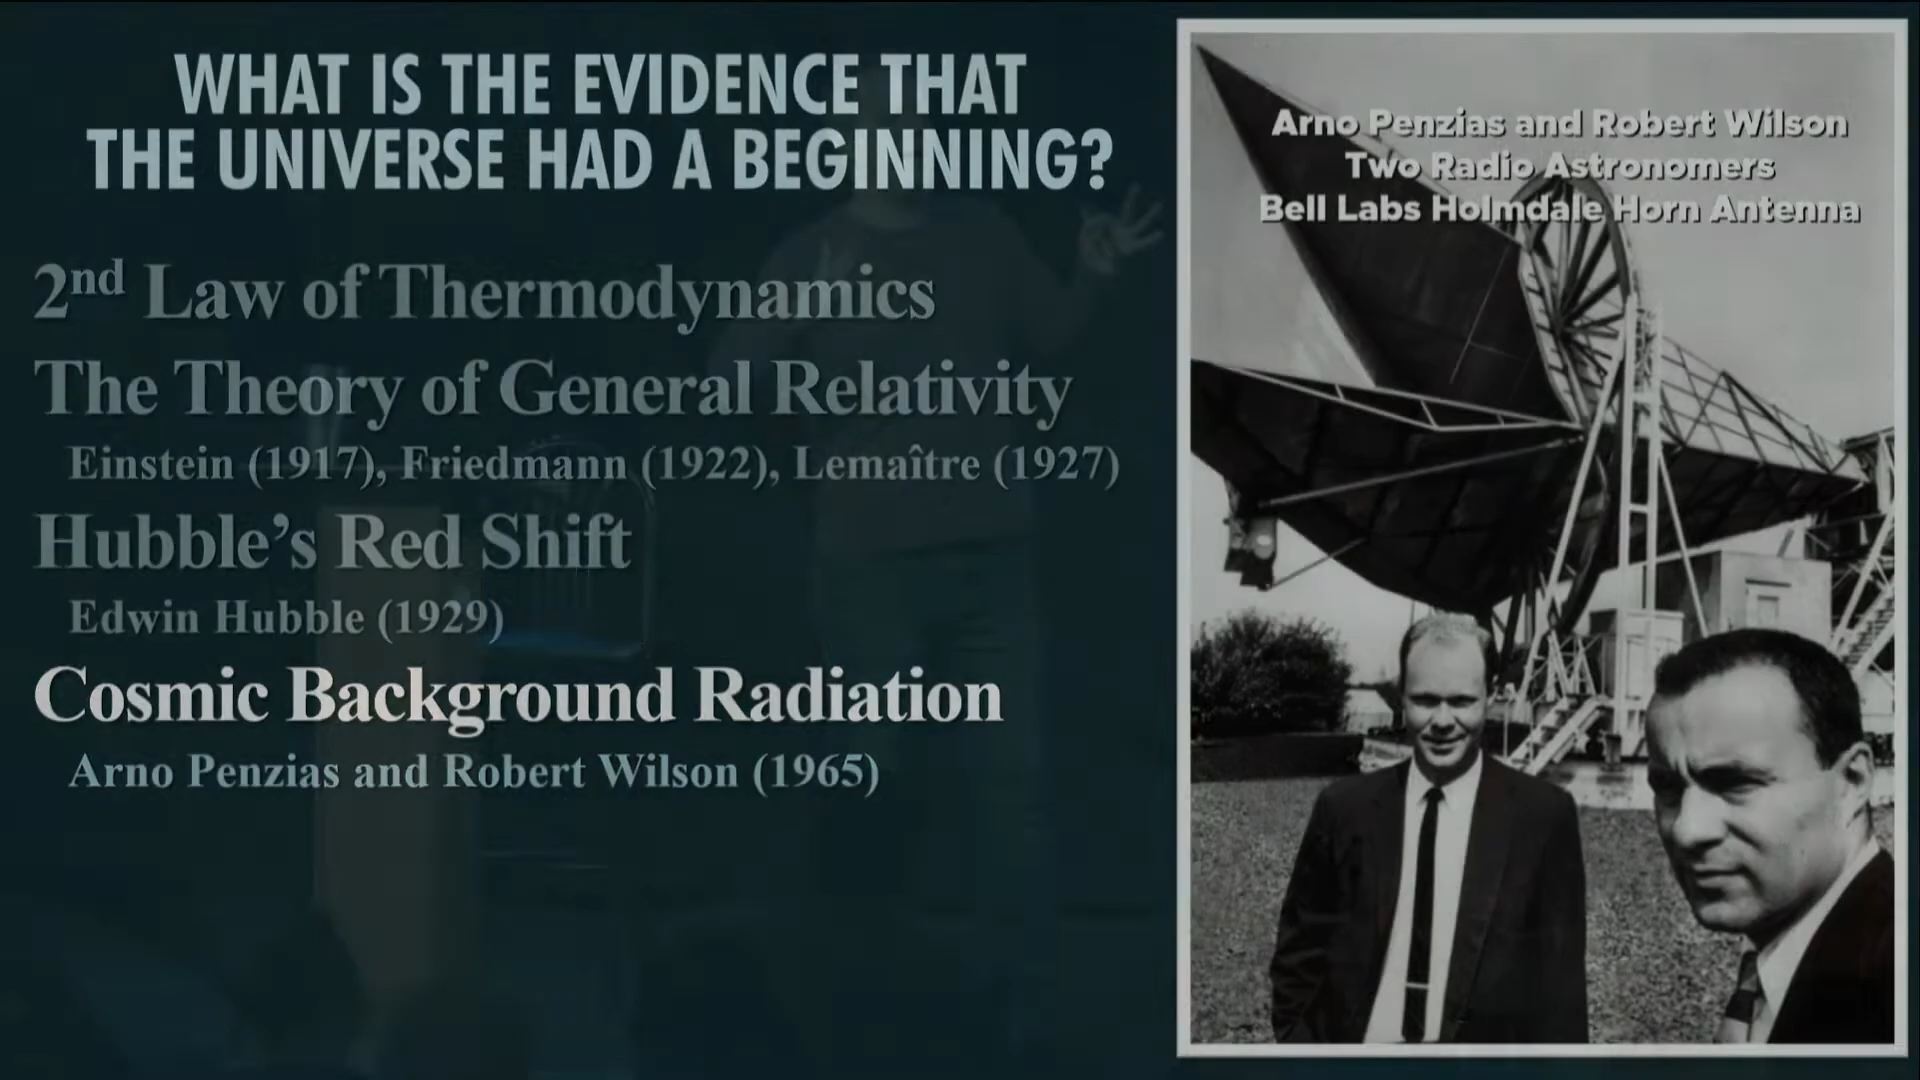 WHAT IS THE EVIDENCE THAT
THE UNIVERSE HAD A BEGINNING?
2nd Law of Thermodynamics
The Theory of General Relativity
Einstein (1917), Friedmann (1922), Lemaître (1927)
Hubble's Red Shift
Edwin Hubble (1929)
Cosmic Background Radiation
Arno Penzias and Robert Wilson (1965)
Arno Penzias and Robert Wilson
Two Radio Astronomers
Bell Labs Holmdale Horn Antenna